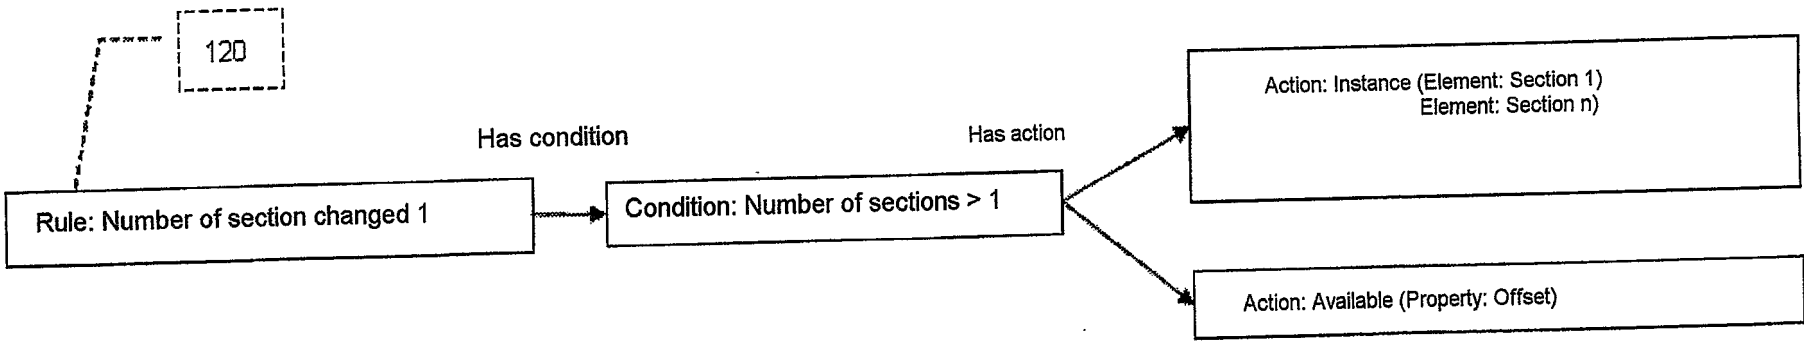 120
Has condition
Has action
Rule: Number of section changed 1
Condition: Number of sections > 1
Action: Instance (Element: Section 1)
Element: Section n)
Action: Available (Property: Offset)